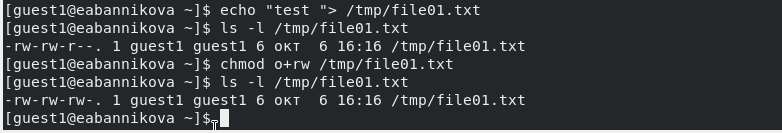 [guest1@eabannikova ~]$ echo "test "> /tmp/file01.txt
[guest1@eabannikova ~]$ ls -l /tmp/file01.txt
-rw-rw-r--. 1 guest1 guest1 6 окт  6 16:16 /tmp/file01.txt
[guest1@eabannikova ~]$ chmod o+rw /tmp/file01.txt
[guest1@eabannikova ~]$ ls -l /tmp/file01.txt
-rw-rw-rw-. 1 guest1 guest1 6 окт  6 16:16 /tmp/file01.txt
[guest1@eabannikova ~]$